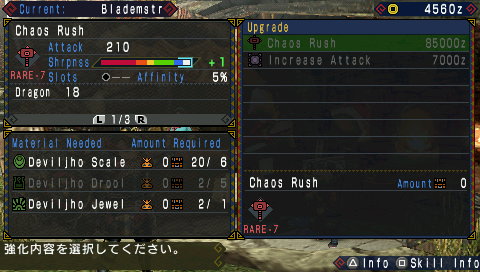 Current: Blademstr
4560z
Chaos Rush
Attack 210
Shrpnss +1
RARE-7 Slots Affinity 5%
Dragon 18
L 1/3 R
Material Needed Amount Required
Deviljho Scale 0 20/ 6
Deviljho Drool 0 2/ 5
Deviljho Jewel 0 2/ 1
Upgrade
Chaos Rush 85000z
Increase Attack 7000z
Chaos Rush Amount 0
RARE-7
強化内容を選択してください。
Info Skill Info